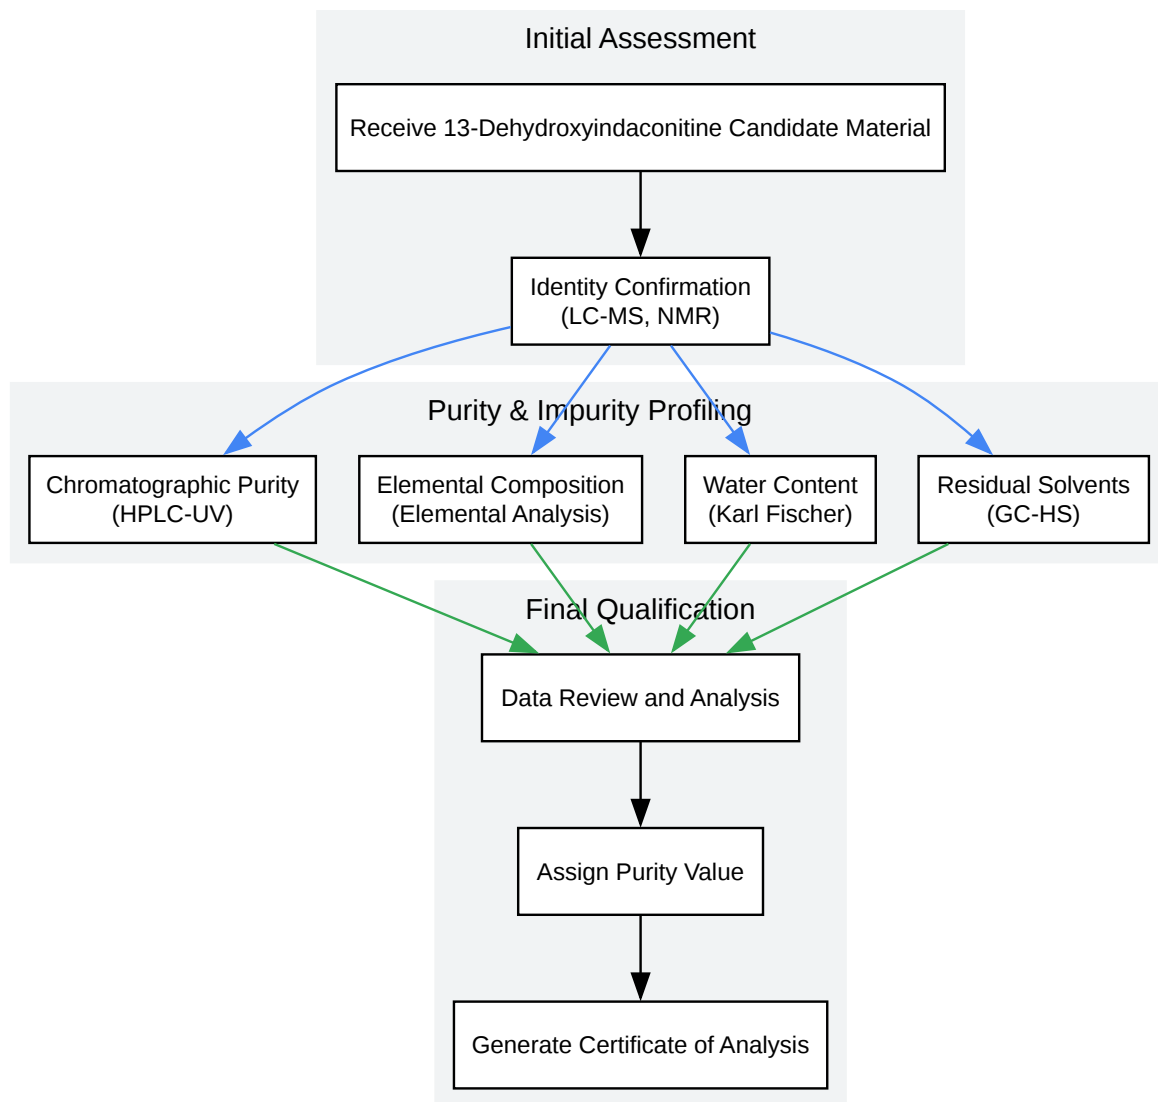 Initial Assessment
Receive 13-Dehydroxyindaconitine Candidate Material
Identity Confirmation
(LC-MS, NMR)
Purity & Impurity Profiling
Chromatographic Purity
(HPLC-UV)
Elemental Composition
(Elemental Analysis)
Water Content
(Karl Fischer)
Residual Solvents
(GC-HS)
Final Qualification
Data Review and Analysis
Assign Purity Value
Generate Certificate of Analysis